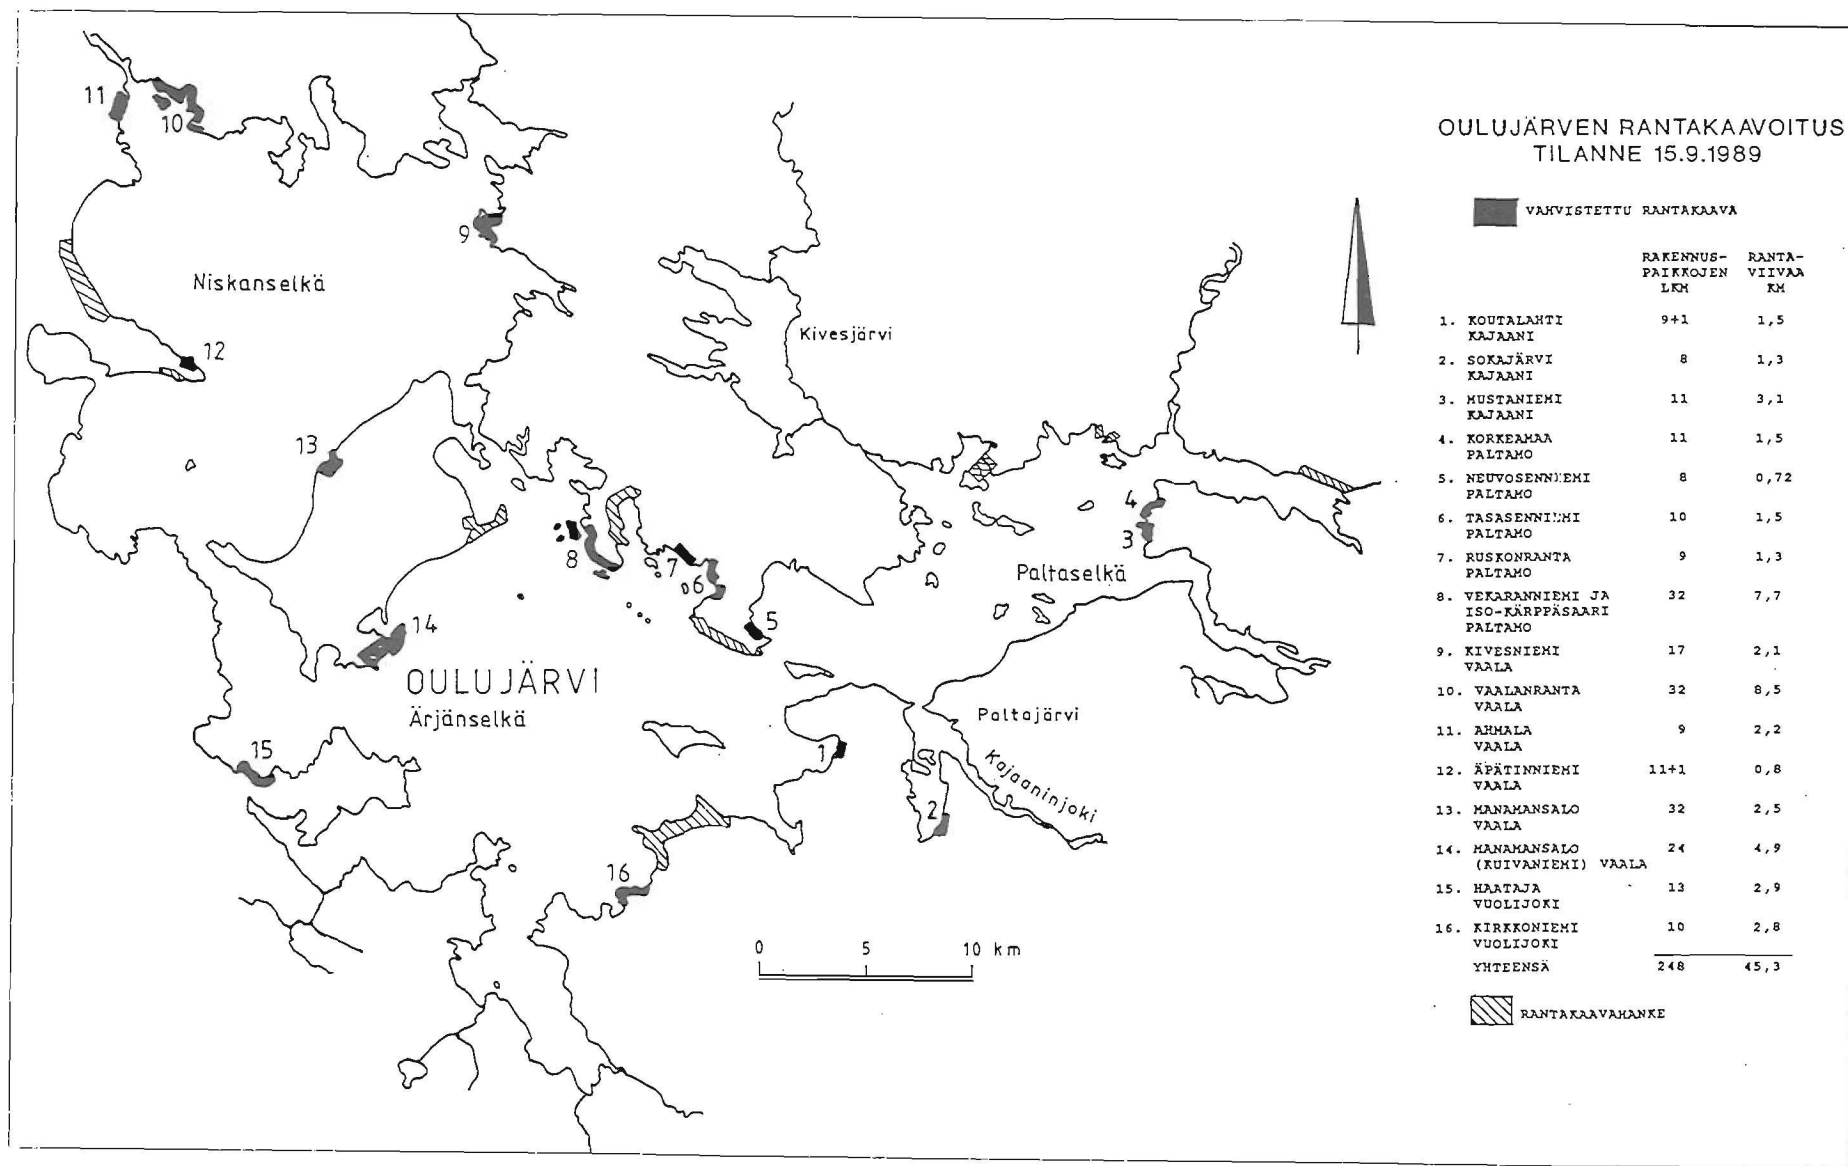 OULUJÄRVEN RANTAKAAVOITUS
TILANNE 15.9.1989
VAHVISTETTU RANTAKAAVA
RAKENNUS- RANTA-
PAIKKOJEN VIIVAA
LKM KM
1. KOUTALAHTI 9+1 1,5
KAJAANI
2. SOKAJÄRVI 8 1,3
KAJAANI
3. MUSTANIEMI 11 3,1
KAJAANI
4. KORKEAMAA 11 1,5
PALTAMO
5. NEUVOSENNIEMI 8 0,72
PALTAMO
6. TASASENNIEMI 10 1,5
PALTAMO
7. RUSKONRANTA 9 1,3
PALTAMO
8. VEKARANNIEMI JA 32 7,7
ISO-KÄRPPÄSAARI
PALTAMO
9. KIVESNIEMI 17 2,1
VAALA
10. VAALANRANTA 32 8,5
VAALA
11. AHMALA 9 2,2
VAALA
12. ÄPÄTINNIEMI 11+1 0,8
VAALA
13. MANAMANSALO 32 2,5
VAALA
14. MANAMANSALO 24 4,9
(KUIVANIEMI) VAALA
15. HAATAJA 13 2,9
VUOLIJOKI
16. KIRKKONIEMI 10 2,8
VUOLIJOKI
YHTEENSÄ 248 45,3
RANTAKAAVAHANKE
11
10
9
Niskanselkä
Kivesjärvi
12
13
4
3
8
7
6
Paltaselkä
5
14
OULUJÄRVI
Ärjänselkä
Paltajärvi
15
1
Kajaaninjoki
2
16
0 5 10 km